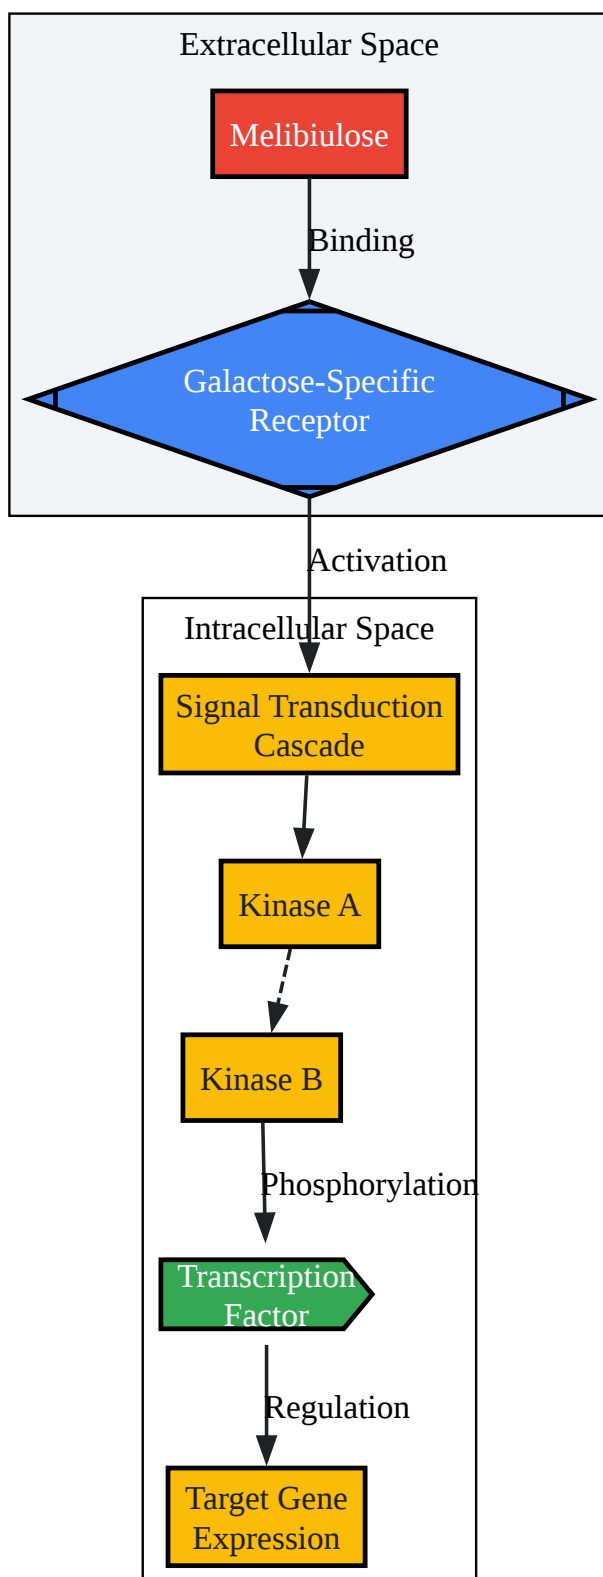 Extracellular Space
Melibiulose
Binding
Galactose-Specific
Receptor
Activation
Intracellular Space
Signal Transduction
Cascade
Kinase A
Kinase B
Phosphorylation
Transcription
Factor
Regulation
Target Gene
Expression